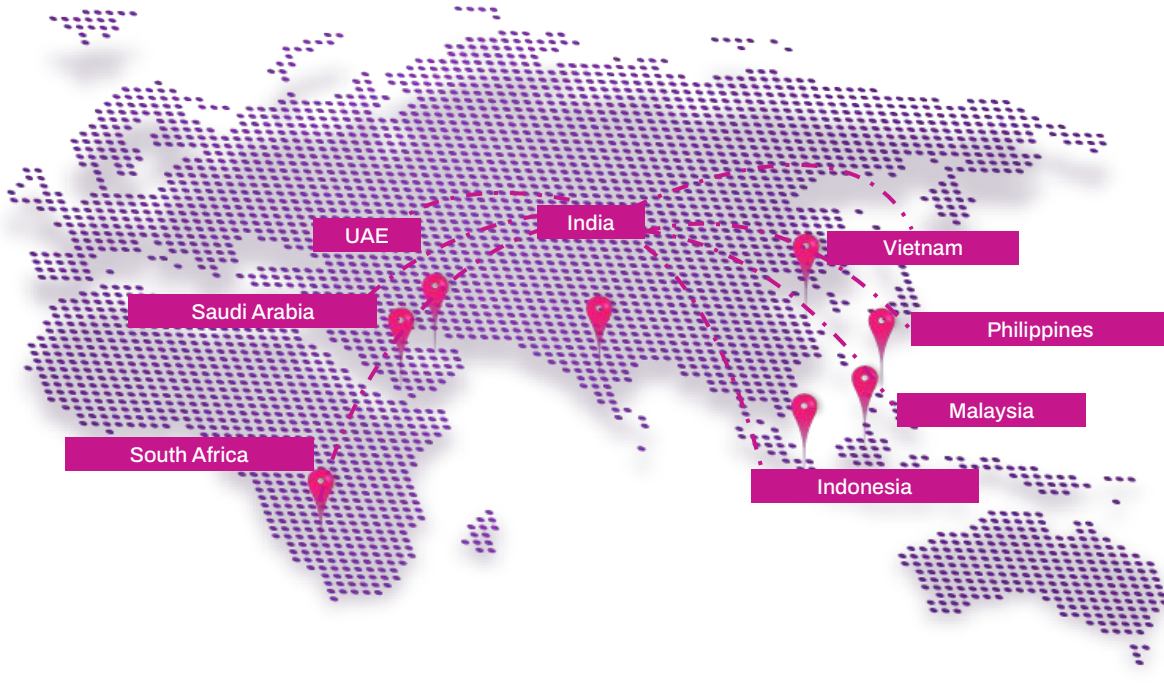 India
UAE
Vietnam
Saudi Arabia
Philippines
Malaysia
South Africa
Indonesia